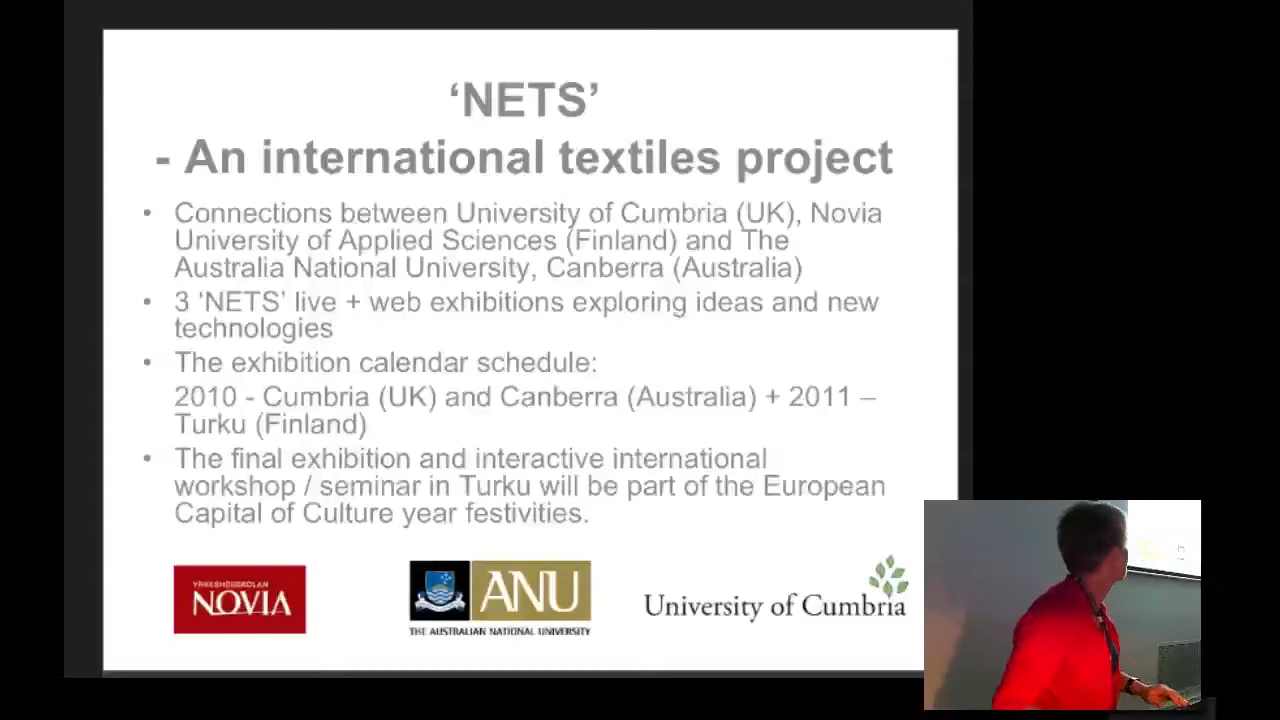 ‘NETS’
- An international textiles project
• Connections between University of Cumbria (UK), Novia
University of Applied Sciences (Finland) and The
Australia National University, Canberra (Australia)
• 3 ‘NETS’ live + web exhibitions exploring ideas and new
technologies
• The exhibition calendar schedule:
2010 - Cumbria (UK) and Canberra (Australia) + 2011 –
Turku (Finland)
• The final exhibition and interactive international
workshop / seminar in Turku will be part of the European
Capital of Culture year festivities.
YRKESHÖGSKOLAN
NOVIA
ANU
THE AUSTRALIAN NATIONAL UNIVERSITY
University of Cumbria